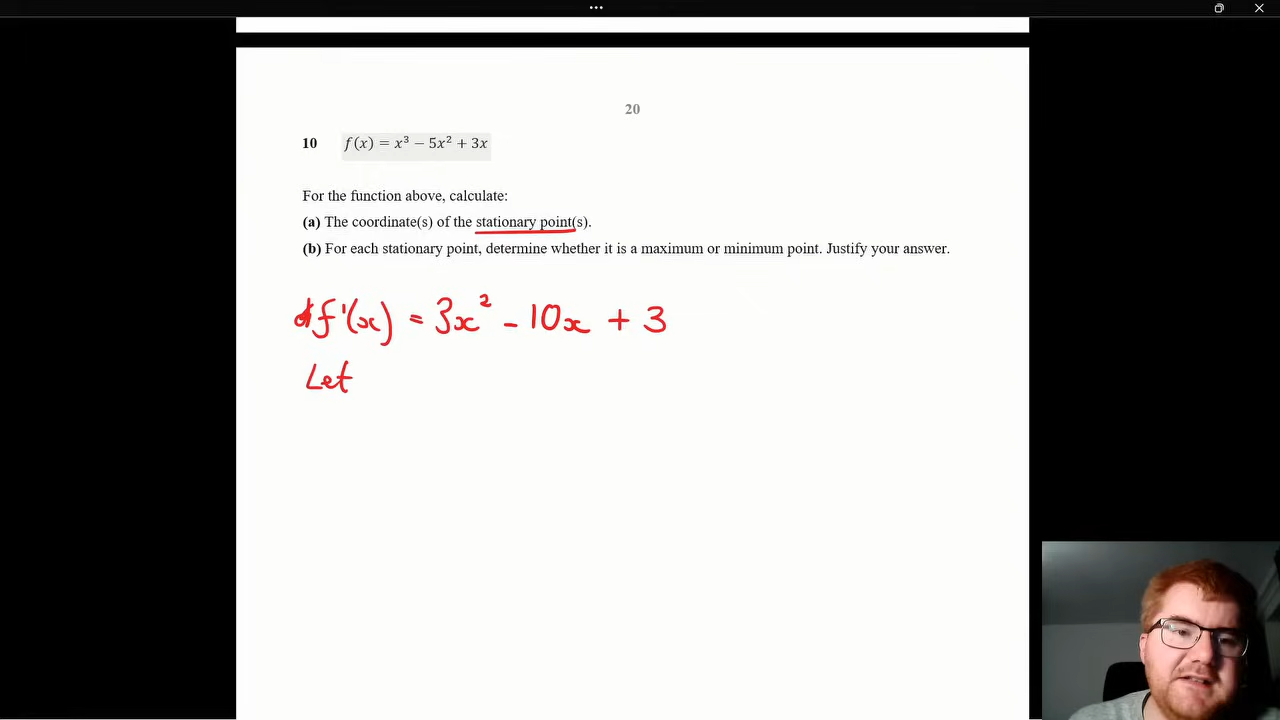 20
10 f(x) = x³ − 5x² + 3x
For the function above, calculate:
(a) The coordinate(s) of the stationary point(s).
(b) For each stationary point, determine whether it is a maximum or minimum point. Justify your answer.
f'(x) = 3x² - 10x + 3
Let